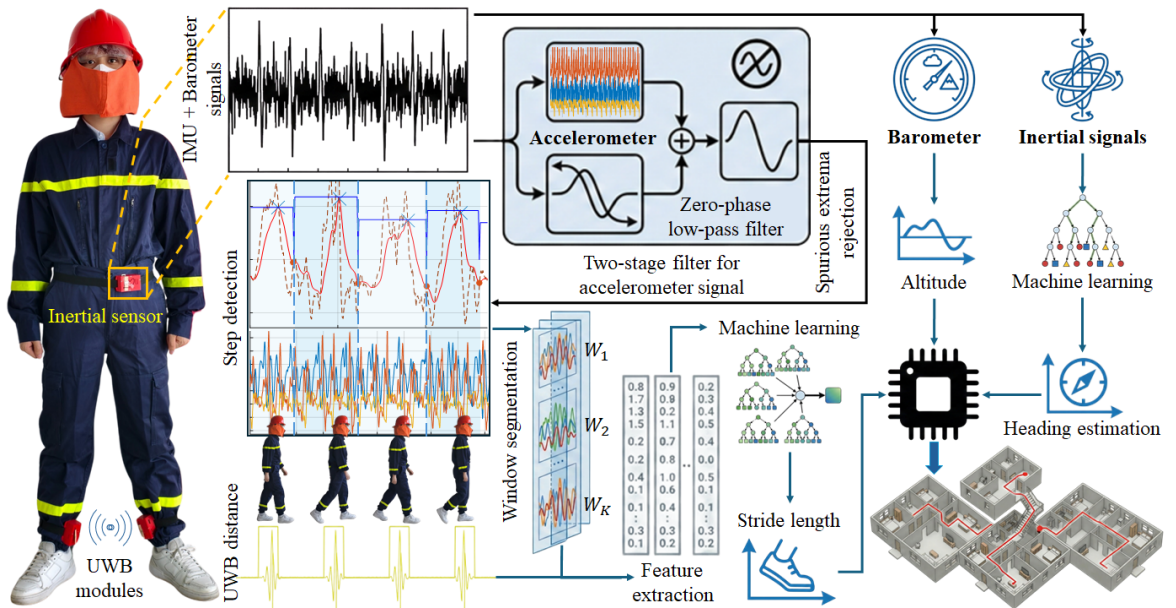 IMU + Barometer
signals
Accelerometer
Zero-phase
low-pass filter
Two-stage filter for
accelerometer signal
Spurious extrema
rejection
Barometer
Inertial signals
Altitude
Machine learning
Heading estimation
Inertial sensor
Step detection
UWB distance
UWB
modules
Window segmentation
W1
W2
WK
Feature
extraction
0.8 0.9 0.2
1.7 0.9 0.3
1.3 0.2 0.4
1.5 1.1 0.5
0.2 0.7 0.4
0.2 0.8 0.0
0.4 1.0 0.5
0.1 0.6 0.1
0.1 0.4 0.1
0.3 0.3 0.3
0.1 0.2 0.2
Machine learning
Stride length